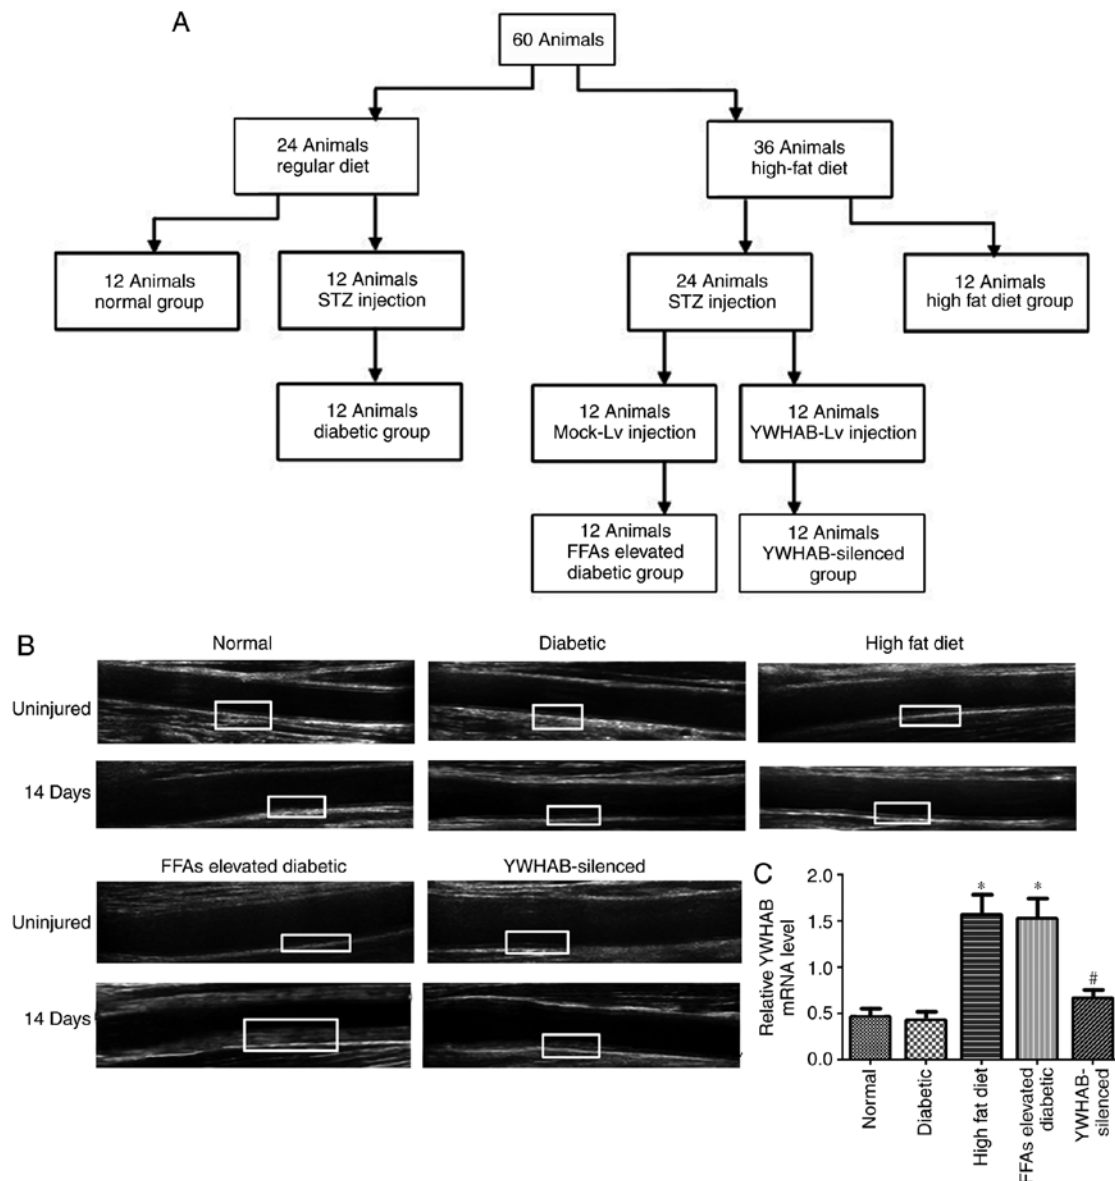 A
60 Animals
24 Animals
regular diet
36 Animals
high-fat diet
12 Animals
normal group
12 Animals
STZ injection
24 Animals
STZ injection
12 Animals
high fat diet group
12 Animals
diabetic group
12 Animals
Mock-Lv injection
12 Animals
YWHAB-Lv injection
12 Animals
FFAs elevated
diabetic group
12 Animals
YWHAB-silenced
group
B
Normal
Diabetic
High fat diet
Uninjured
14 Days
FFAs elevated diabetic
YWHAB-silenced
Uninjured
14 Days
C
Relative YWHAB
mRNA level
2.0
1.5
1.0
0.5
0.0
*
*
#
Normal
Diabetic
High fat diet
FFAs elevated
diabetic
YWHAB-
silenced